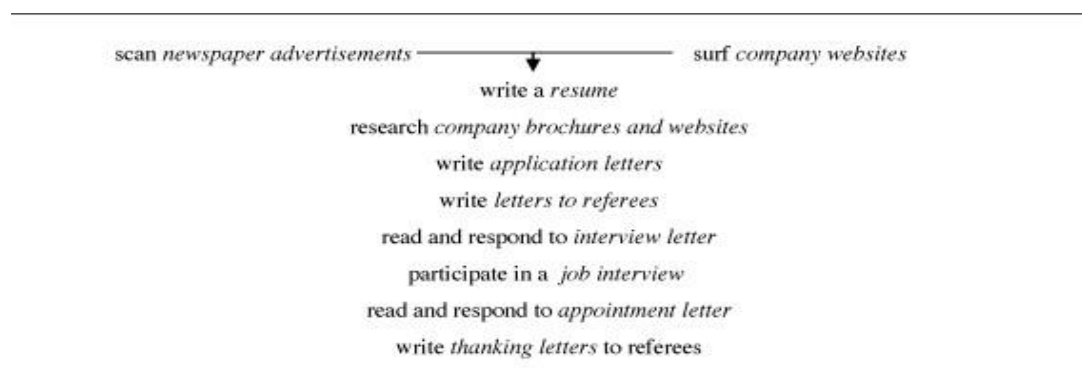 scan newspaper advertisements surf company websites
write a resume
research company brochures and websites
write application letters
write letters to referees
read and respond to interview letter
participate in a job interview
read and respond to appointment letter
write thanking letters to referees